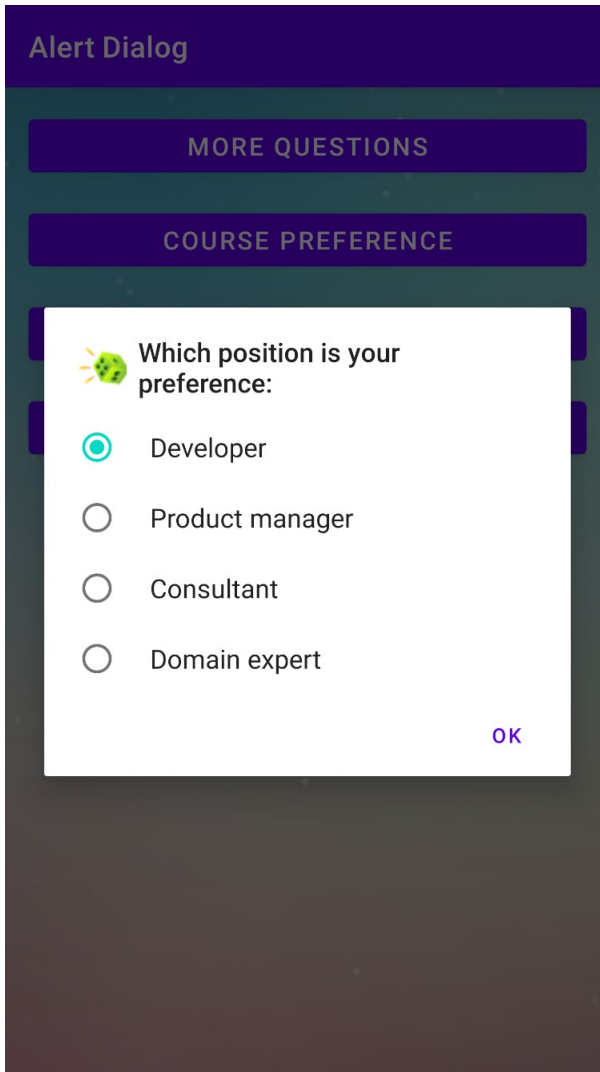 Alert Dialog
MORE QUESTIONS
COURSE PREFERENCE
Which position is your
preference:
Developer
Product manager
Consultant
Domain expert
OK